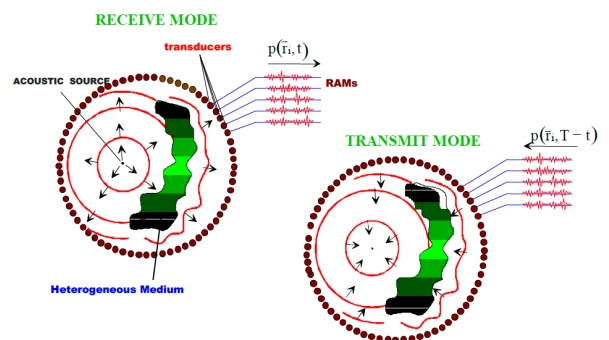 RECEIVE MODE
transducers
p(r̄ᵢ, t)
ACOUSTIC SOURCE
RAMs
Heterogeneous Medium
TRANSMIT MODE
p(r̄ᵢ, T − t)